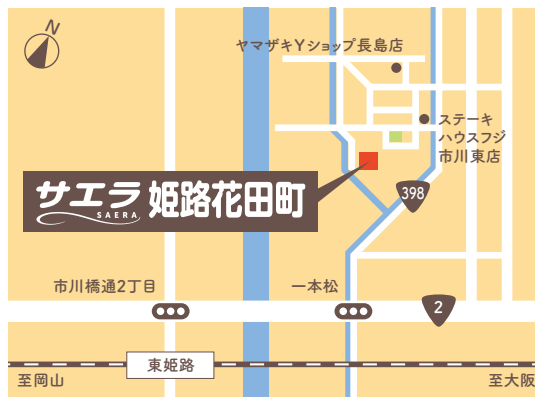 N
ヤマザキYショップ長島店
ステーキ
ハウスフジ
市川東店
サエラ 姫路花田町
SAERA
398
市川橋通2丁目
一本松
2
東姫路
至岡山
至大阪